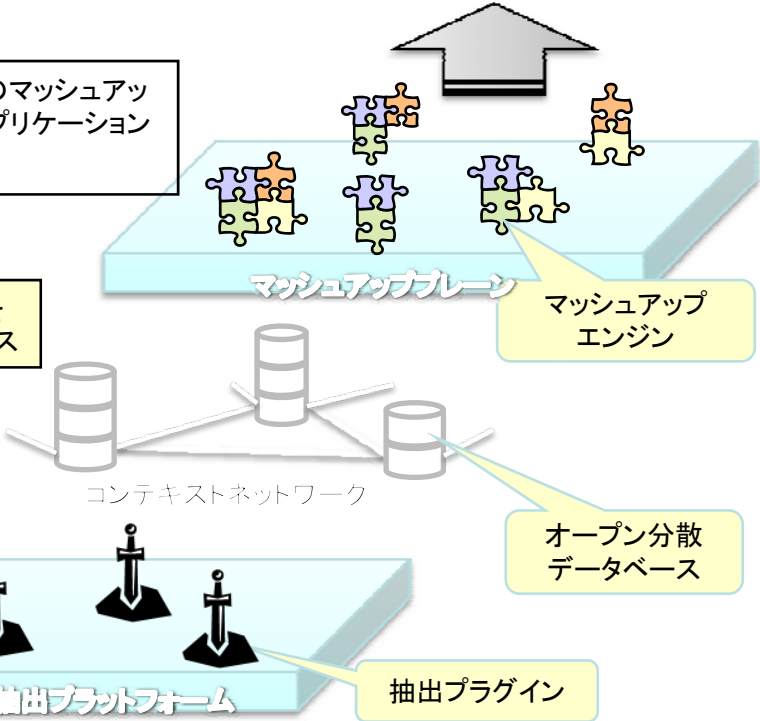 のマッシュアッ
プリケーション
マッシュアッププレーン
マッシュアップ
エンジン
ス
コンテキストネットワーク
オープン分散
データベース
抽出プラットフォーム
抽出プラグイン